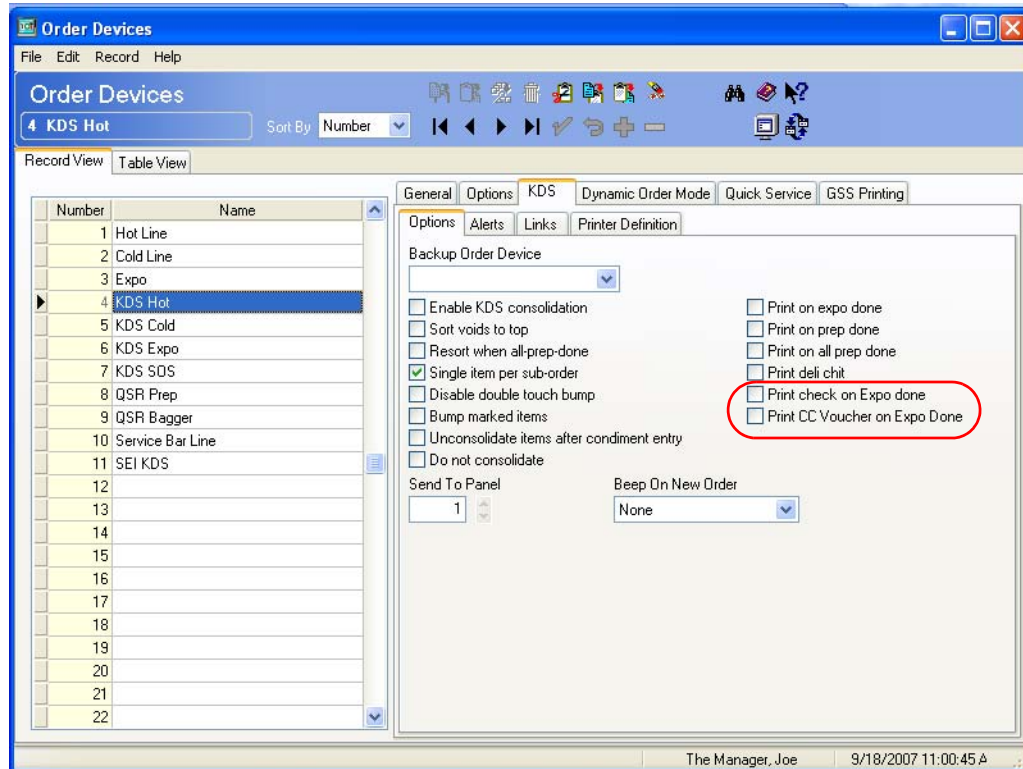 Order Devices
File Edit Record Help
Order Devices
4 KDS Hot
Sort By Number
Record View Table View
Number Name
1 Hot Line
2 Cold Line
3 Expo
4 KDS Hot
5 KDS Cold
6 KDS Expo
7 KDS SOS
8 QSR Prep
9 QSR Bagger
10 Service Bar Line
11 SEI KDS
12
13
14
15
16
17
18
19
20
21
22
General Options KDS Dynamic Order Mode Quick Service GSS Printing
Options Alerts Links Printer Definition
Backup Order Device
Enable KDS consolidation
Sort voids to top
Resort when all-prep-done
Single item per sub-order
Disable double touch bump
Bump marked items
Unconsolidate items after condiment entry
Do not consolidate
Print on expo done
Print on prep done
Print on all prep done
Print deli chit
Print check on Expo done
Print CC Voucher on Expo Done
Send To Panel
1
Beep On New Order
None
The Manager, Joe 9/18/2007 11:00:45 A